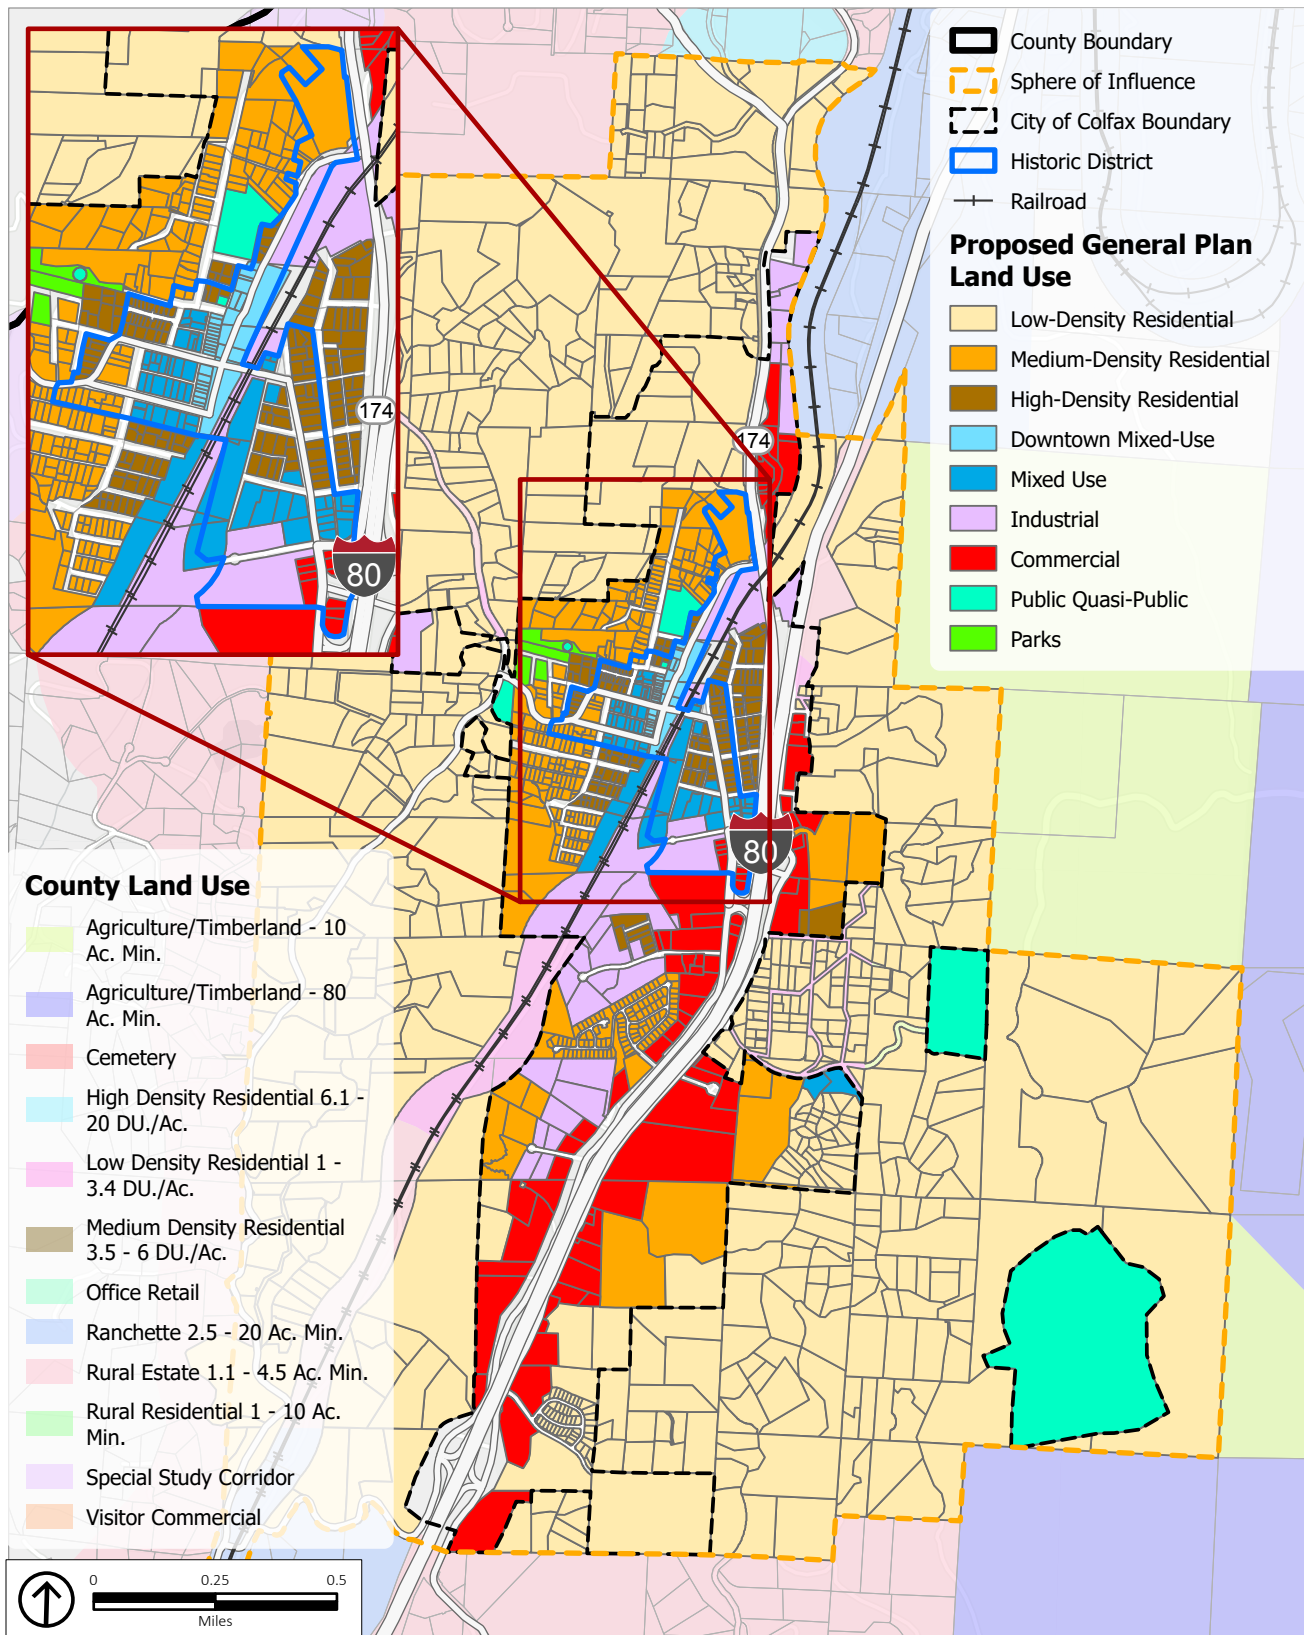 County Boundary
Sphere of Influence
City of Colfax Boundary
Historic District
Railroad
Proposed General Plan
Land Use
Low-Density Residential
Medium-Density Residential
High-Density Residential
Downtown Mixed-Use
Mixed Use
Industrial
Commercial
Public Quasi-Public
Parks
174
80
174
80
County Land Use
Agriculture/Timberland - 10
Ac. Min.
Agriculture/Timberland - 80
Ac. Min.
Cemetery
High Density Residential 6.1 -
20 DU./Ac.
Low Density Residential 1 -
3.4 DU./Ac.
Medium Density Residential
3.5 - 6 DU./Ac.
Office Retail
Ranchette 2.5 - 20 Ac. Min.
Rural Estate 1.1 - 4.5 Ac. Min.
Rural Residential 1 - 10 Ac.
Min.
Special Study Corridor
Visitor Commercial
0 0.25 0.5
Miles